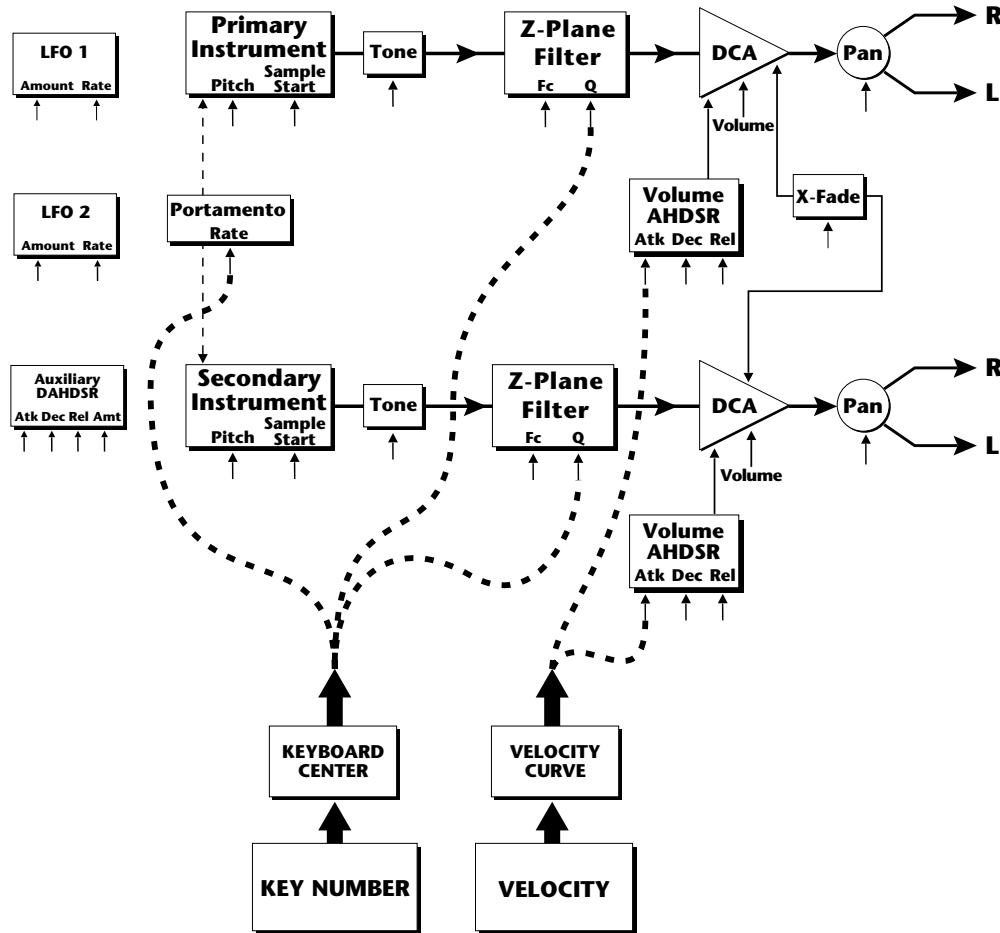 LFO 1
Amount Rate
Primary
Instrument
Sample
Pitch Start
Tone
Z-Plane
Filter
Fc Q
DCA
Volume
Pan
R
L
LFO 2
Amount Rate
Portamento
Rate
Volume
AHDSR
Atk Dec Rel
X-Fade
Auxiliary
DAHDSR
Atk Dec Rel Amt
Secondary
Instrument
Sample
Pitch Start
Tone
Z-Plane
Filter
Fc Q
DCA
Volume
Pan
R
L
Volume
AHDSR
Atk Dec Rel
KEYBOARD
CENTER
VELOCITY
CURVE
KEY NUMBER
VELOCITY